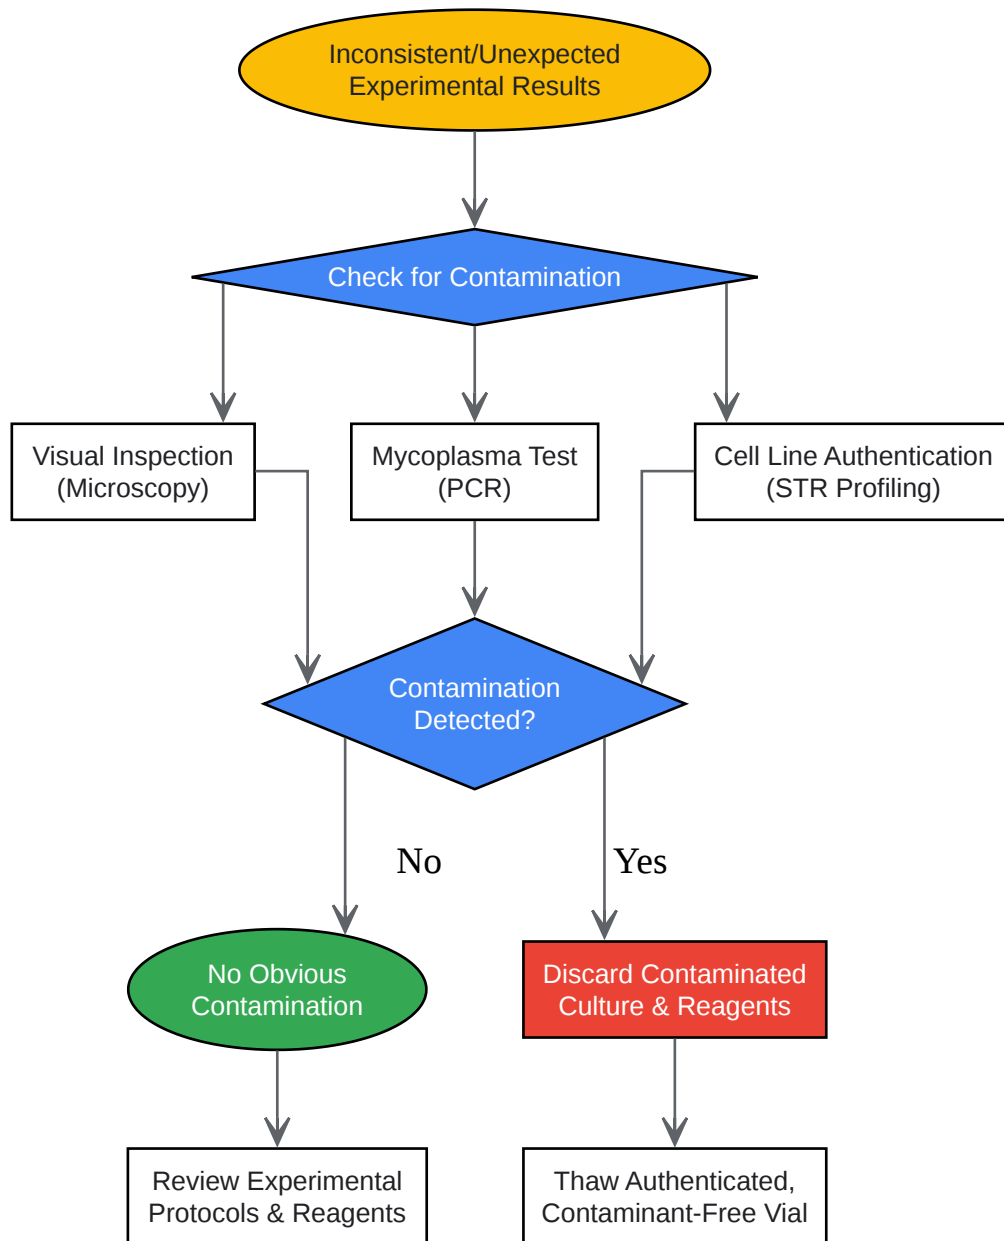 Inconsistent/Unexpected
Experimental Results
Check for Contamination
Visual Inspection
(Microscopy)
Mycoplasma Test
(PCR)
Cell Line Authentication
(STR Profiling)
Contamination
Detected?
No
Yes
No Obvious
Contamination
Discard Contaminated
Culture & Reagents
Review Experimental
Protocols & Reagents
Thaw Authenticated,
Contaminant-Free Vial